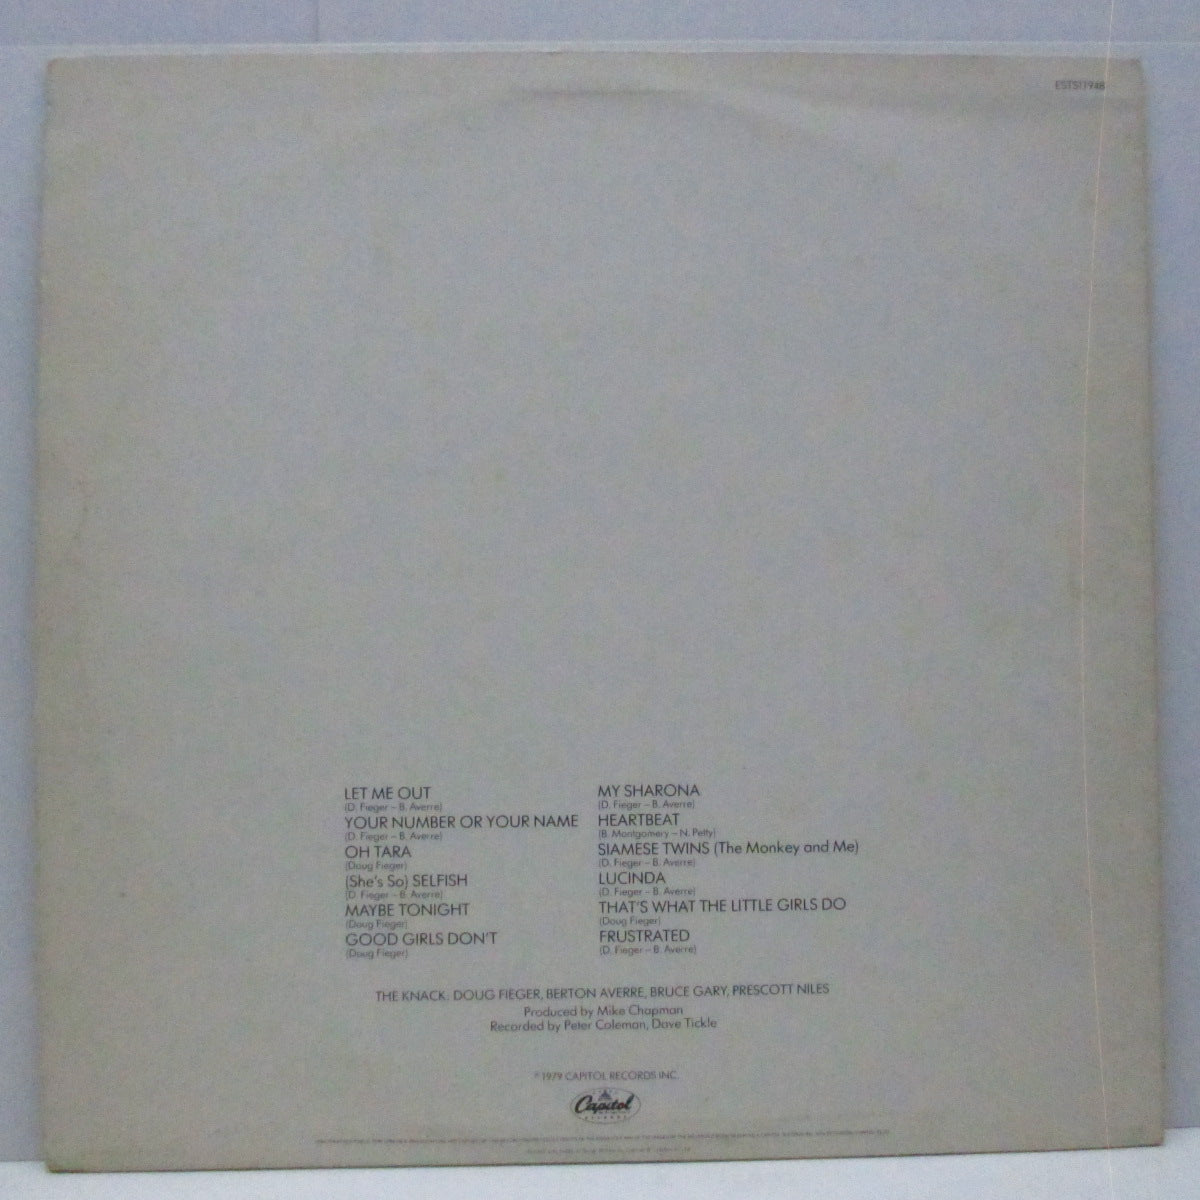 ESTS11948
LET ME OUT
(D. Fieger – B. Averre)
YOUR NUMBER OR YOUR NAME
(D. Fieger – B. Averre)
OH TARA
(Doug Fieger)
(She's So) SELFISH
(D. Fieger – B. Averre)
MAYBE TONIGHT
(Doug Fieger)
GOOD GIRLS DON'T
(Doug Fieger)
MY SHARONA
(D. Fieger – B. Averre)
HEARTBEAT
(B. Montgomery – N. Petty)
SIAMESE TWINS (The Monkey and Me)
(D. Fieger – B. Averre)
LUCINDA
(D. Fieger – B. Averre)
THAT'S WHAT THE LITTLE GIRLS DO
(Doug Fieger)
FRUSTRATED
(D. Fieger – B. Averre)
THE KNACK: DOUG FIEGER, BERTON AVERRE, BRUCE GARY, PRESCOTT NILES
Produced by Mike Chapman
Recorded by Peter Coleman, Dave Tickle
℗1979 CAPITOL RECORDS INC.
Capitol
RECORDS